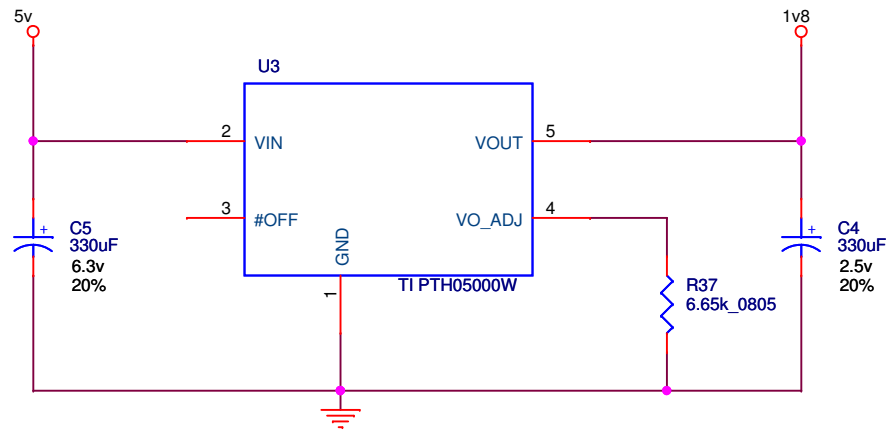 5v
1v8
U3
2
VIN
5
VOUT
3
#OFF
4
VO_ADJ
GND
1
TI PTH05000W
+
C5
330uF
6.3v
20%
R37
6.65k_0805
+
C4
330uF
2.5v
20%